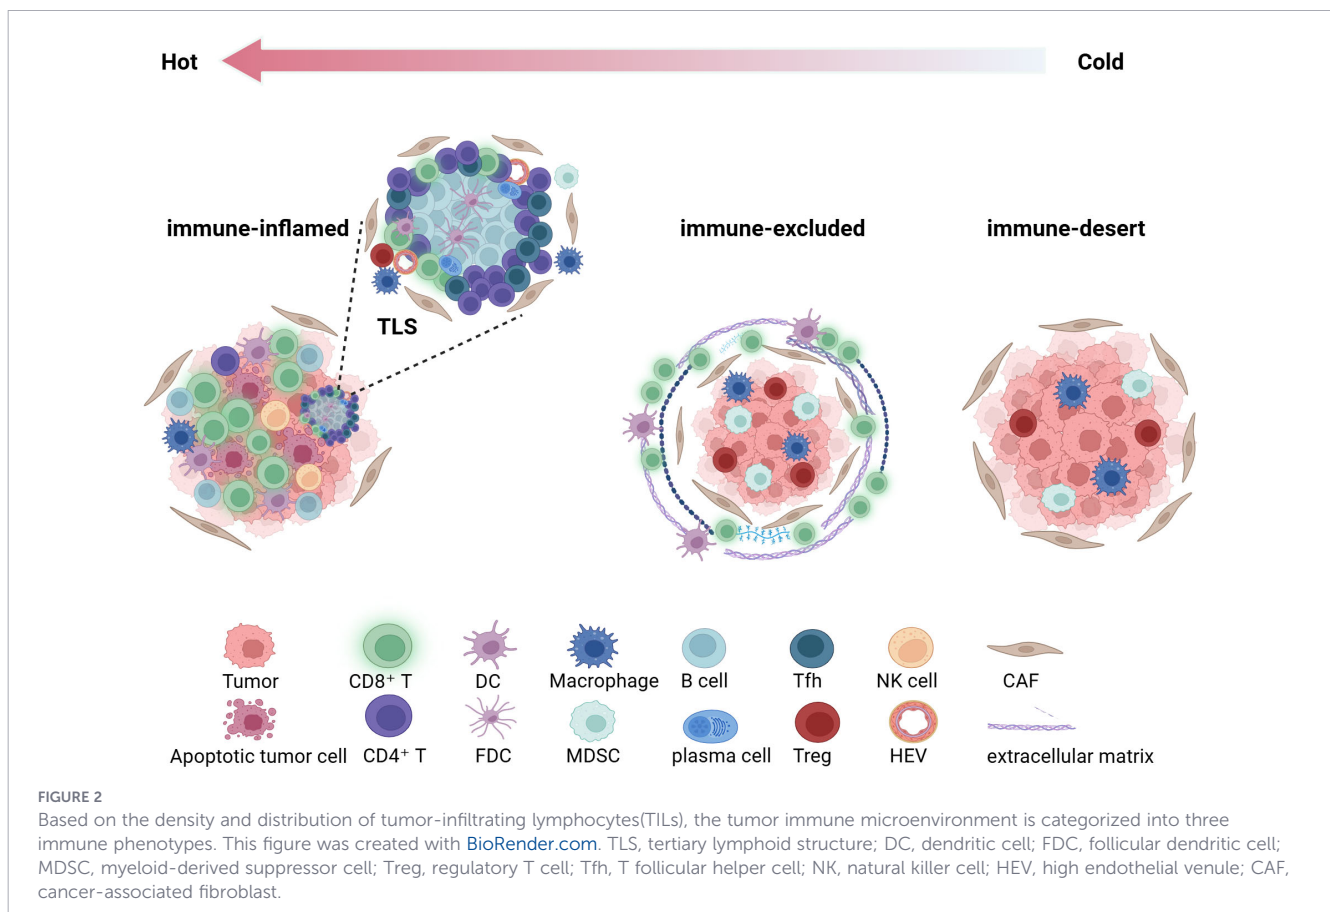 Hot
Cold
immune-inflamed
immune-excluded
immune-desert
TLS
Tumor
CD8⁺ T
DC
Macrophage
B cell
Tfh
NK cell
CAF
Apoptotic tumor cell
CD4⁺ T
FDC
MDSC
plasma cell
Treg
HEV
extracellular matrix
FIGURE 2
Based on the density and distribution of tumor-infiltrating lymphocytes(TILs), the tumor immune microenvironment is categorized into three
immune phenotypes. This figure was created with BioRender.com. TLS, tertiary lymphoid structure; DC, dendritic cell; FDC, follicular dendritic cell;
MDSC, myeloid-derived suppressor cell; Treg, regulatory T cell; Tfh, T follicular helper cell; NK, natural killer cell; HEV, high endothelial venule; CAF,
cancer-associated fibroblast.